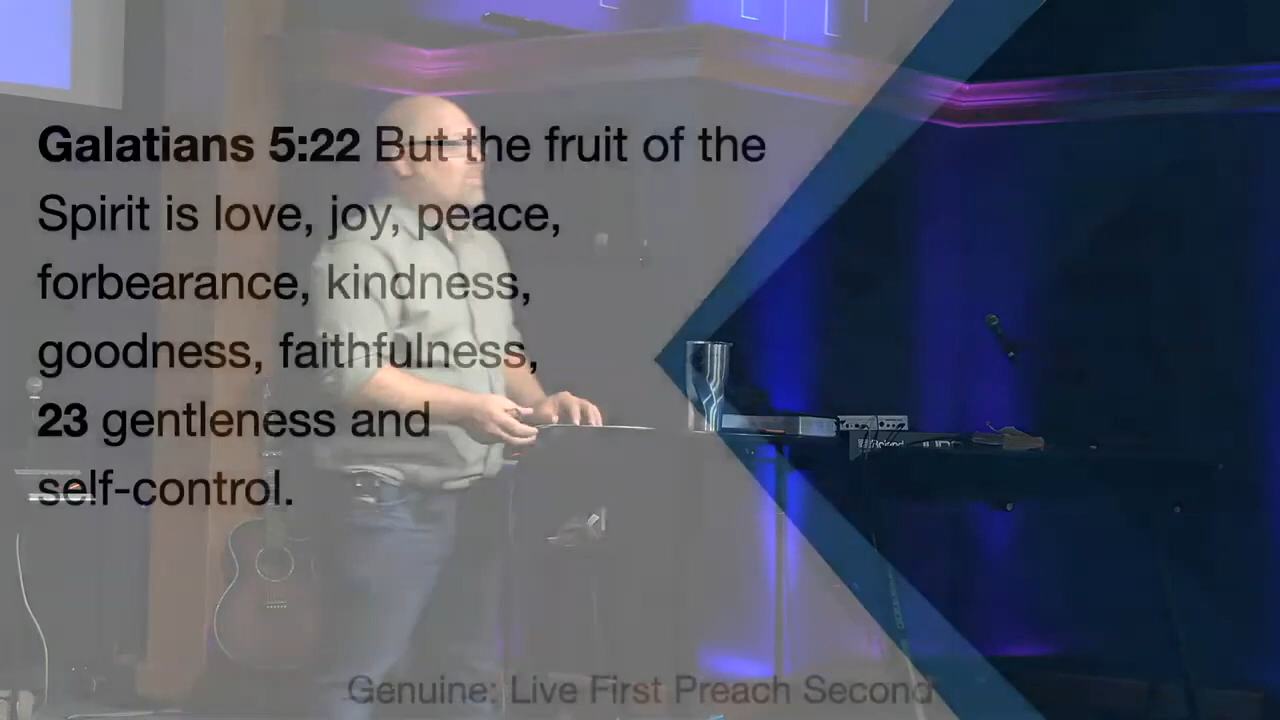 Galatians 5:22 But the fruit of the
Spirit is love, joy, peace,
forbearance, kindness,
goodness, faithfulness,
23 gentleness and
self-control.
Roland
Genuine: Live First Preach Second